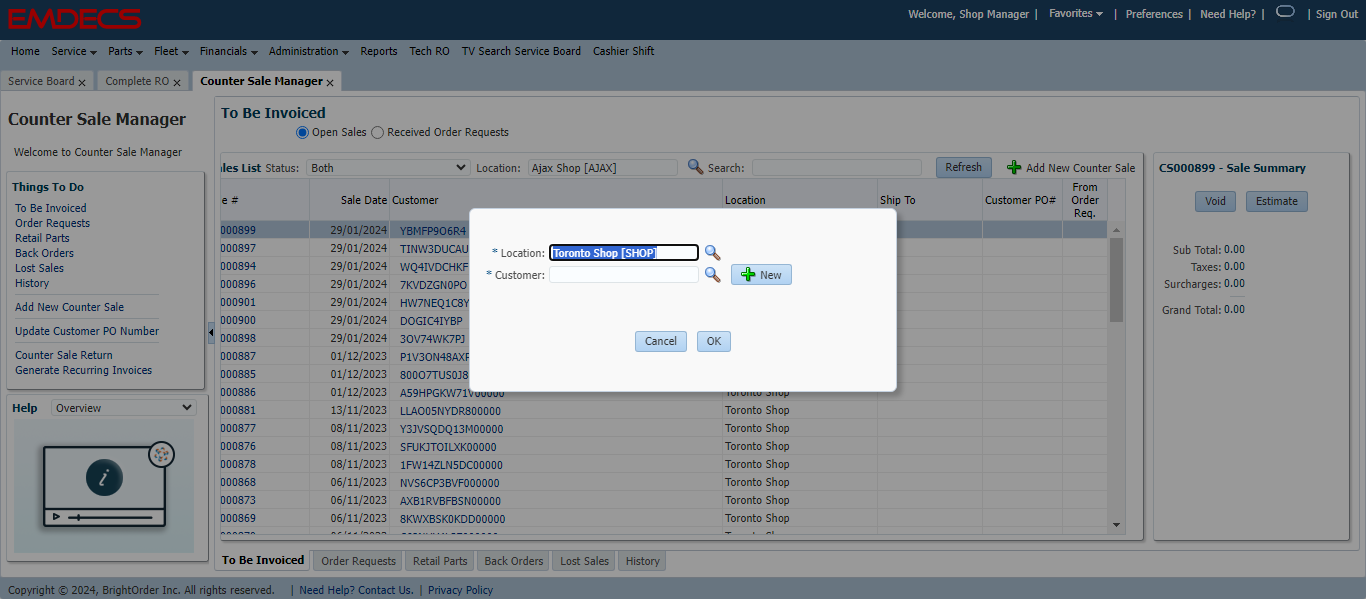 EMDECS
Welcome, Shop Manager | Favorites | Preferences | Need Help? | | Sign Out
Home Service Parts Fleet Financials Administration Reports Tech RO TV Search Service Board Cashier Shift
Service Board x Complete RO x Counter Sale Manager x
Counter Sale Manager
Welcome to Counter Sale Manager
Things To Do
To Be Invoiced
Order Requests
Retail Parts
Back Orders
Lost Sales
History
Add New Counter Sale
Update Customer PO Number
Counter Sale Return
Generate Recurring Invoices
Help Overview
i
To Be Invoiced
Open Sales Received Order Requests
ales List Status: Both Location: Ajax Shop [AJAX] Search: Refresh Add New Counter Sale
e # Sale Date Customer Location Ship To Customer PO# From Order Req.
000899 29/01/2024 YBMFP9O6R4
000897 29/01/2024 TINW3DUCAU
000894 29/01/2024 WQ4IVDCHKF
000896 29/01/2024 7KVDZGN0PO
000901 29/01/2024 HW7NEQ1C8Y
000900 29/01/2024 DOGIC4IYBP
000898 29/01/2024 3OV74WK7PJ
000887 01/12/2023 P1V3ON48AXF
000885 01/12/2023 800O7TUS0J8
000886 01/12/2023 A59HPGKW71V00000 Toronto Shop
000881 13/11/2023 LLAO05NYDR800000 Toronto Shop
000877 08/11/2023 Y3JVSQDQ13M00000 Toronto Shop
000876 08/11/2023 SFUKJTOILXK00000 Toronto Shop
000878 08/11/2023 1FW14ZLN5DC00000 Toronto Shop
000868 06/11/2023 NVS6CP3BVF000000 Toronto Shop
000873 06/11/2023 AXB1RVBFBSN00000 Toronto Shop
000869 06/11/2023 8KWXBSK0KDD00000 Toronto Shop
* Location: Toronto Shop [SHOP]
* Customer: New
Cancel OK
CS000899 - Sale Summary
Void Estimate
Sub Total: 0.00
Taxes: 0.00
Surcharges: 0.00
Grand Total: 0.00
To Be Invoiced Order Requests Retail Parts Back Orders Lost Sales History
Copyright © 2024, BrightOrder Inc. All rights reserved. | Need Help? Contact Us. | Privacy Policy